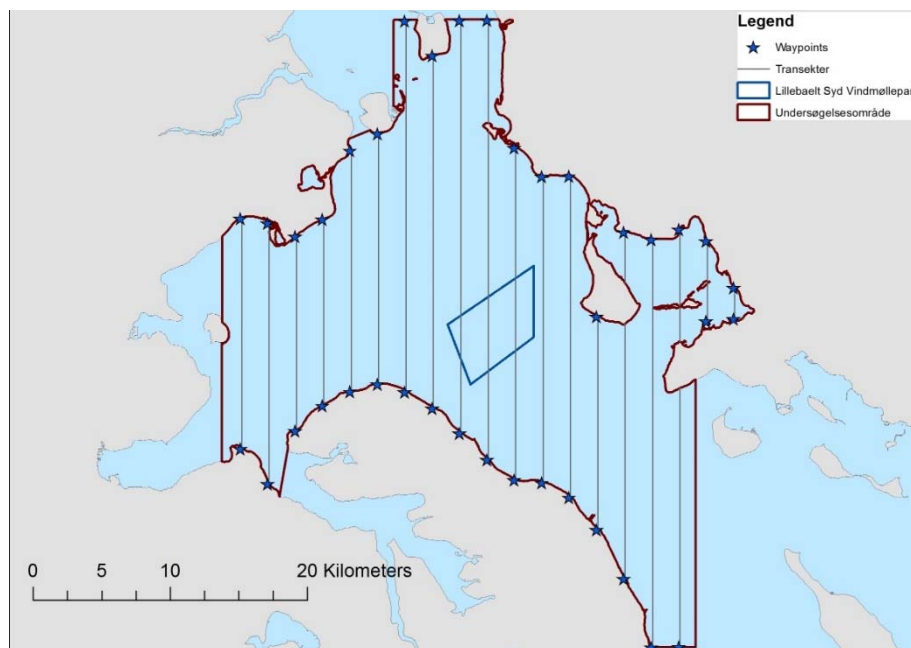 Legend
Waypoints
Transekter
Lillebaelt Syd Vindmøllepar
Undersøgelsesområde
0 5 10 20 Kilometers